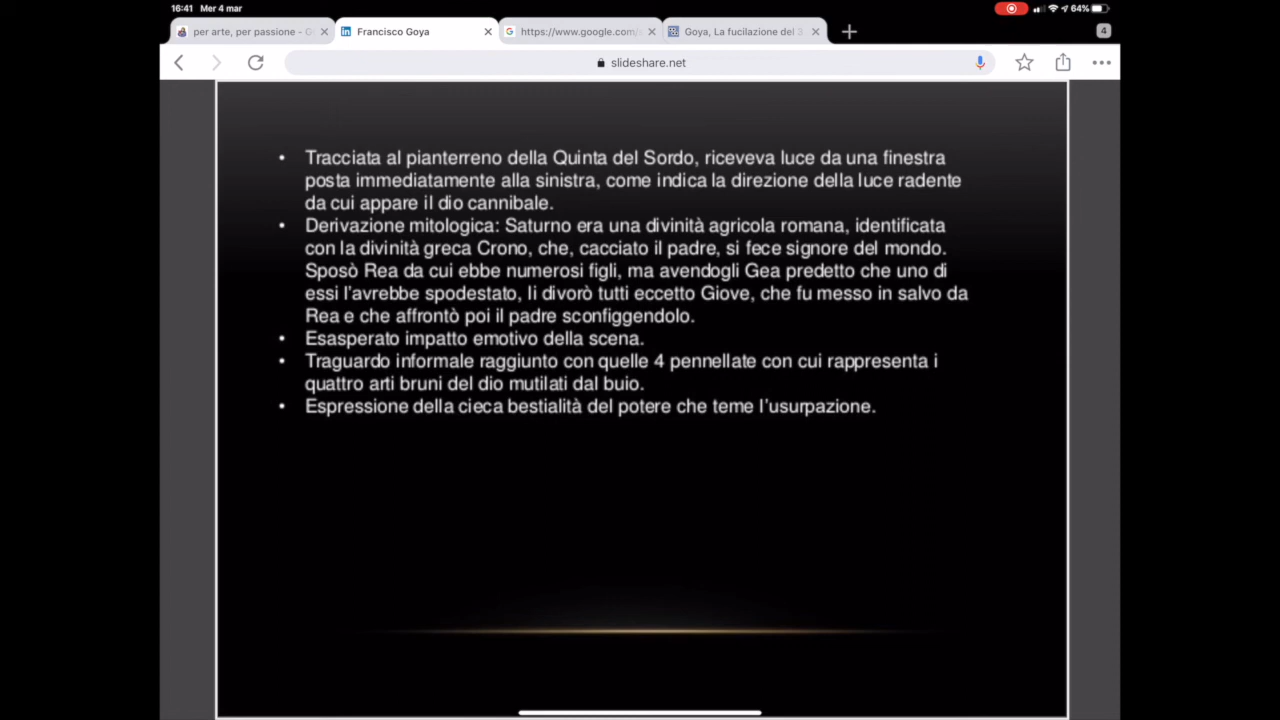 16:41 Mer 4 mar
64%
per arte, per passione -
Francisco Goya
https://www.google.com/
Goya, La fucilazione del 3
4
slideshare.net
• Tracciata al pianterreno della Quinta del Sordo, riceveva luce da una finestra
posta immediatamente alla sinistra, come indica la direzione della luce radente
da cui appare il dio cannibale.
• Derivazione mitologica: Saturno era una divinità agricola romana, identificata
con la divinità greca Crono, che, cacciato il padre, si fece signore del mondo.
Sposò Rea da cui ebbe numerosi figli, ma avendogli Gea predetto che uno di
essi l'avrebbe spodestato, li divorò tutti eccetto Giove, che fu messo in salvo da
Rea e che affrontò poi il padre sconfiggendolo.
• Esasperato impatto emotivo della scena.
• Traguardo informale raggiunto con quelle 4 pennellate con cui rappresenta i
quattro arti bruni del dio mutilati dal buio.
• Espressione della cieca bestialità del potere che teme l'usurpazione.